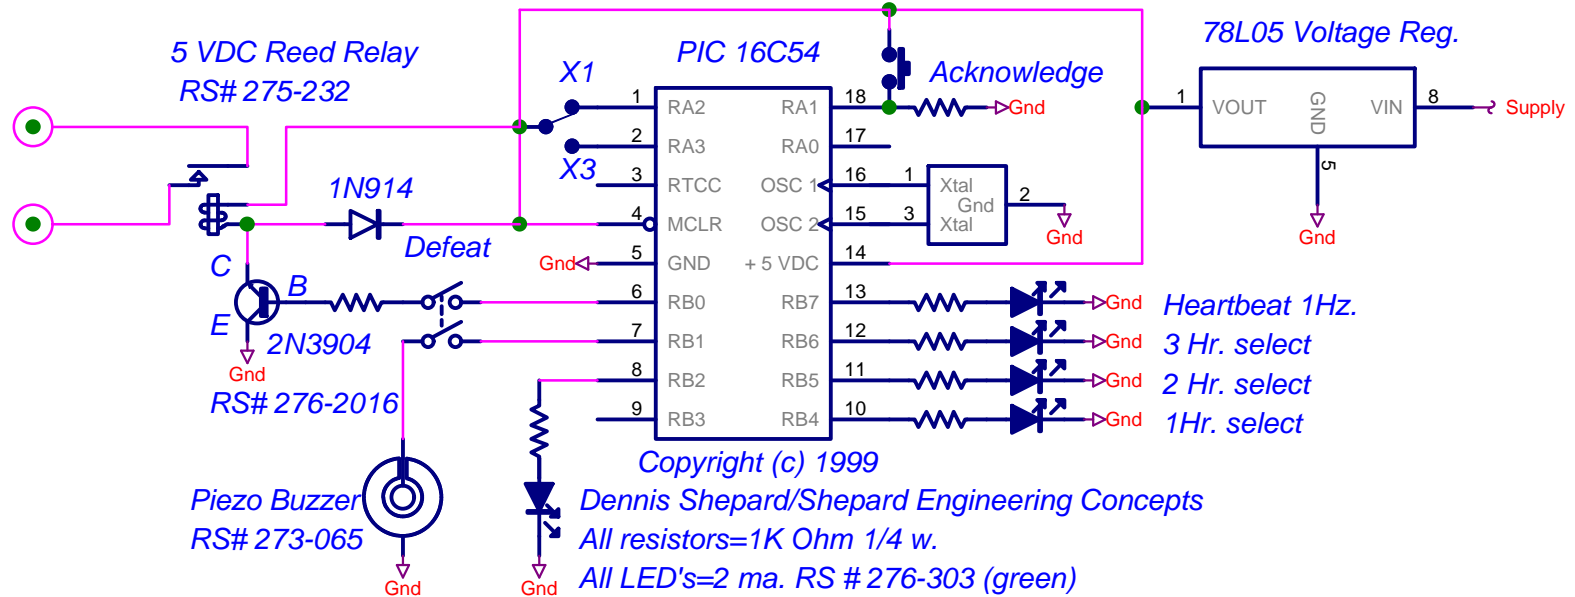 5 VDC Reed Relay
RS# 275-232
PIC 16C54
78L05 Voltage Reg.
X1
X3
Acknowledge
1 RA2
2 RA3
3 RTCC
4 MCLR
5 GND
6 RB0
7 RB1
8 RB2
9 RB3
RA1 18
RA0 17
OSC 1 16
OSC 2 15
+ 5 VDC 14
RB7 13
RB6 12
RB5 11
RB4 10
Gnd
1 VOUT
GND
5
VIN 8
Supply
Gnd
1 Xtal
Gnd 2
3 Xtal
Gnd
1N914
Defeat
Gnd
C
B
E
2N3904
Gnd
RS# 276-2016
Gnd Heartbeat 1Hz.
Gnd 3 Hr. select
Gnd 2 Hr. select
Gnd 1Hr. select
Piezo Buzzer
RS# 273-065
Gnd
Gnd
Copyright (c) 1999
Dennis Shepard/Shepard Engineering Concepts
All resistors=1K Ohm 1/4 w.
All LED's=2 ma. RS # 276-303 (green)